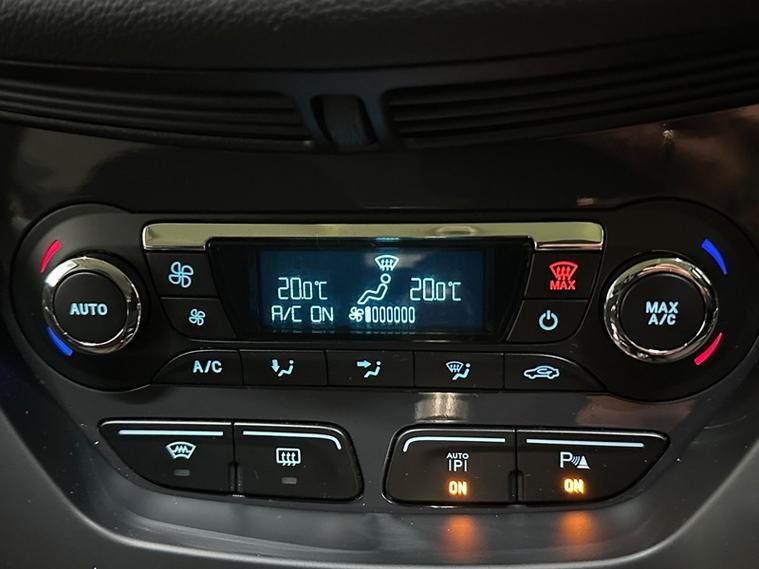 AUTO
20.0°C 20.0°C
A/C ON
MAX
MAX
A/C
A/C
AUTO
|P|
ON
P
ON